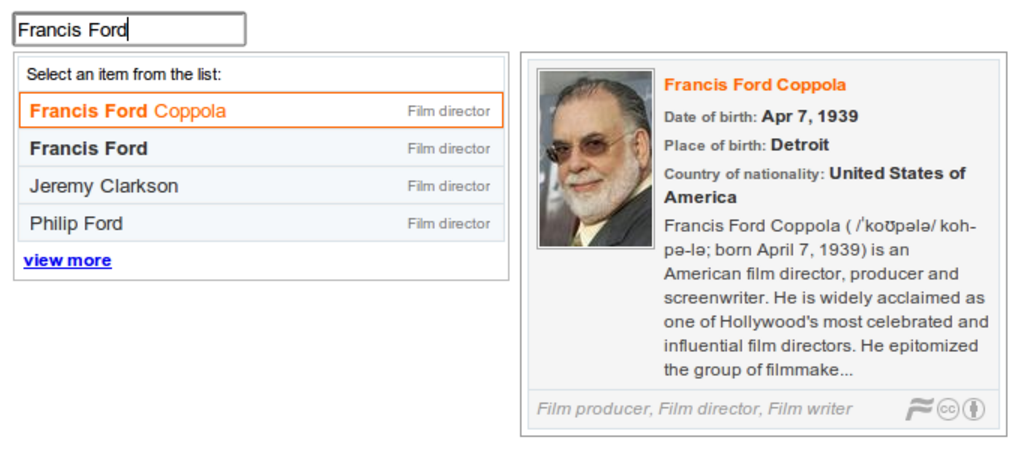 Francis Ford
Select an item from the list:
Francis Ford Coppola Film director
Francis Ford Film director
Jeremy Clarkson Film director
Philip Ford Film director
view more
Francis Ford Coppola
Date of birth: Apr 7, 1939
Place of birth: Detroit
Country of nationality: United States of
America
Francis Ford Coppola ( /ˈkoʊpələ/ koh-
pə-lə; born April 7, 1939) is an
American film director, producer and
screenwriter. He is widely acclaimed as
one of Hollywood's most celebrated and
influential film directors. He epitomized
the group of filmmake...
Film producer, Film director, Film writer
cc